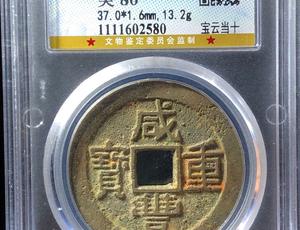 美 80
37.0*1.6mm,13.2g
1111602580
宝云当十
★ 文物鉴定委员会监制 ★
咸
豐
重
寶